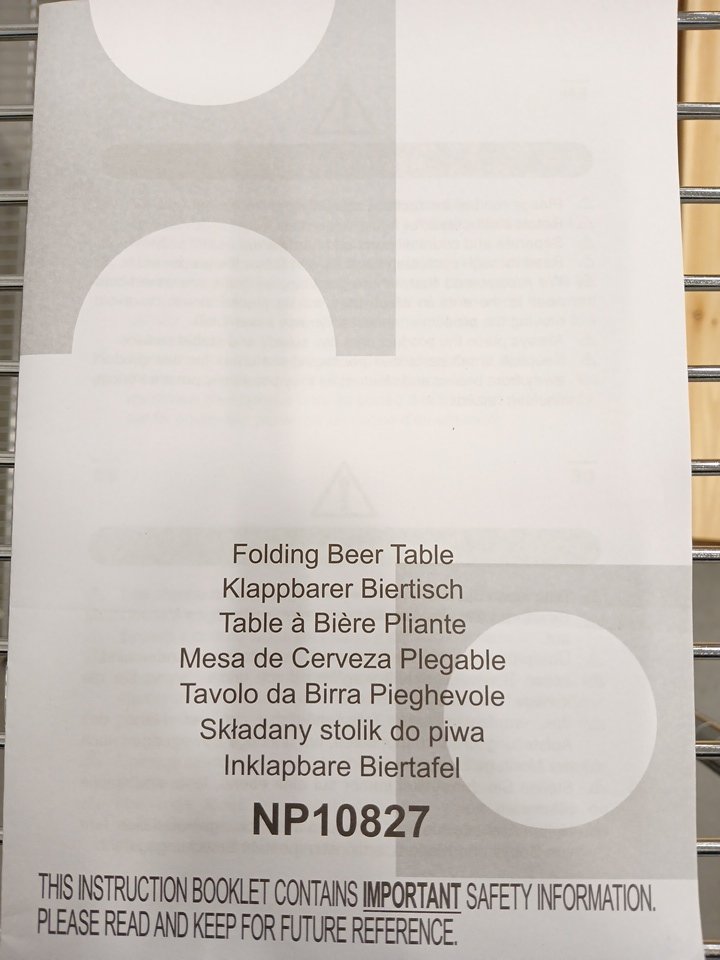 Folding Beer Table
Klappbarer Biertisch
Table à Bière Pliante
Mesa de Cerveza Plegable
Tavolo da Birra Pieghevole
Składany stolik do piwa
Inklapbare Biertafel
NP10827
THIS INSTRUCTION BOOKLET CONTAINS IMPORTANT SAFETY INFORMATION.
PLEASE READ AND KEEP FOR FUTURE REFERENCE.